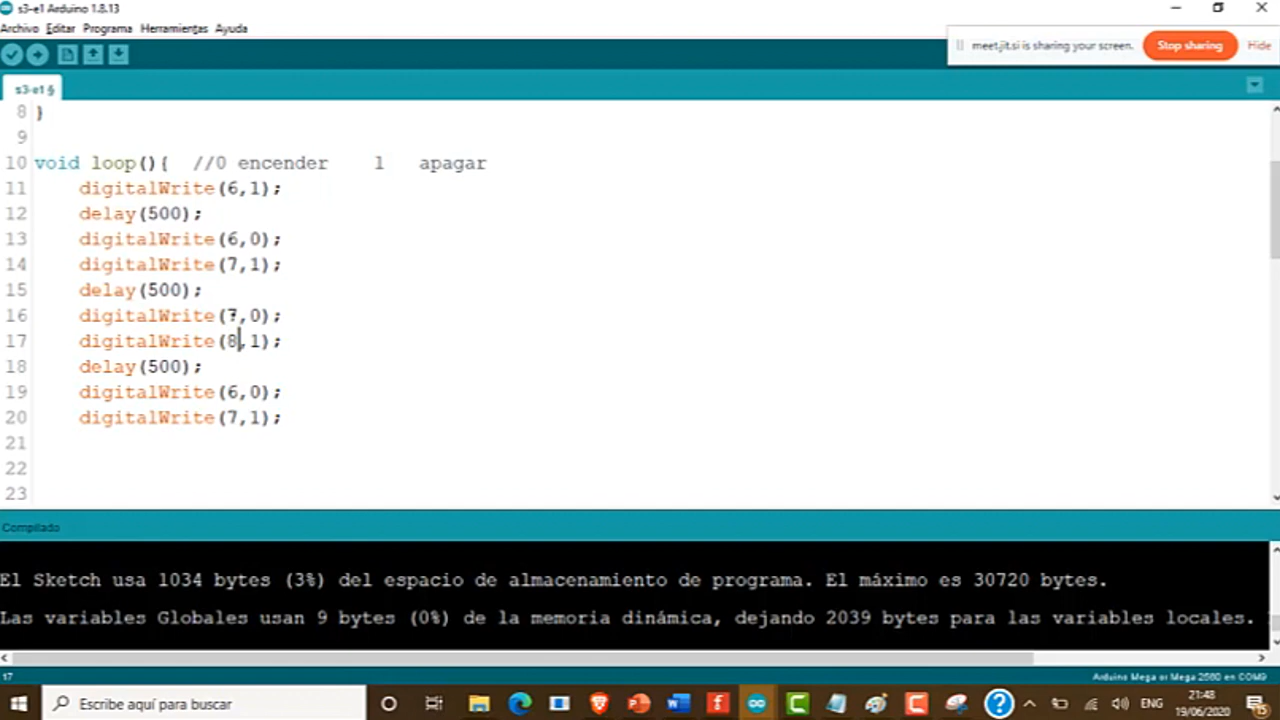 s3-e1 Arduino 1.8.13
Archivo Editar Programa Herramientas Ayuda
meet.jit.si is sharing your screen. Stop sharing Hide
s3-e1 §
8 }
9
10 void loop(){ //0 encender 1 apagar
11 digitalWrite(6,1);
12 delay(500);
13 digitalWrite(6,0);
14 digitalWrite(7,1);
15 delay(500);
16 digitalWrite(7,0);
17 digitalWrite(8,1);
18 delay(500);
19 digitalWrite(6,0);
20 digitalWrite(7,1);
21
22
23
Compilado
El Sketch usa 1034 bytes (3%) del espacio de almacenamiento de programa. El máximo es 30720 bytes.
Las variables Globales usan 9 bytes (0%) de la memoria dinámica, dejando 2039 bytes para las variables locales.
17 Arduino Mega or Mega 2560 en COM9
Escribe aquí para buscar ENG 21:48
19/06/2020 15